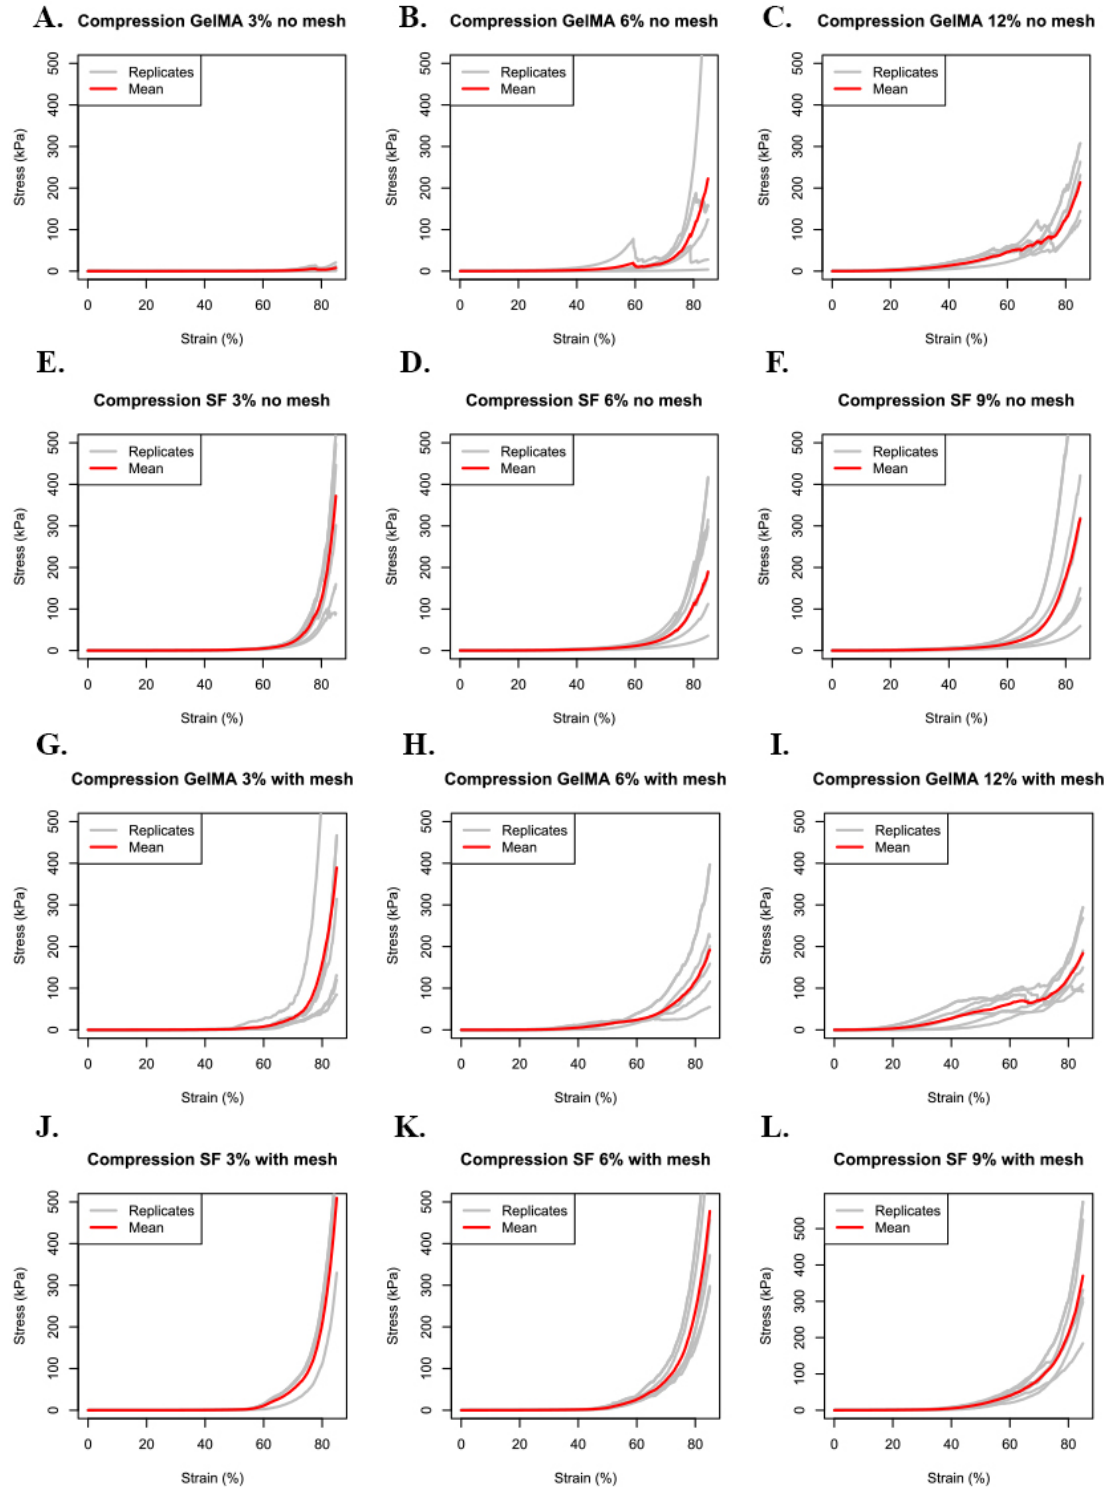 A. B. C.
Compression GelMA 3% no mesh Compression GelMA 6% no mesh Compression GelMA 12% no mesh
Replicates Replicates Replicates
Mean Mean Mean
Stress (kPa) Stress (kPa) Stress (kPa)
500 500 500
400 400 400
300 300 300
200 200 200
100 100 100
0 0 0
0 20 40 60 80 0 20 40 60 80 0 20 40 60 80
Strain (%) Strain (%) Strain (%)
E. D. F.
Compression SF 3% no mesh Compression SF 6% no mesh Compression SF 9% no mesh
Replicates Replicates Replicates
Mean Mean Mean
Stress (kPa) Stress (kPa) Stress (kPa)
500 500 500
400 400 400
300 300 300
200 200 200
100 100 100
0 0 0
0 20 40 60 80 0 20 40 60 80 0 20 40 60 80
Strain (%) Strain (%) Strain (%)
G. H. I.
Compression GelMA 3% with mesh Compression GelMA 6% with mesh Compression GelMA 12% with mesh
Replicates Replicates Replicates
Mean Mean Mean
Stress (kPa) Stress (kPa) Stress (kPa)
500 500 500
400 400 400
300 300 300
200 200 200
100 100 100
0 0 0
0 20 40 60 80 0 20 40 60 80 0 20 40 60 80
Strain (%) Strain (%) Strain (%)
J. K. L.
Compression SF 3% with mesh Compression SF 6% with mesh Compression SF 9% with mesh
Replicates Replicates Replicates
Mean Mean Mean
Stress (kPa) Stress (kPa) Stress (kPa)
500 500 500
400 400 400
300 300 300
200 200 200
100 100 100
0 0 0
0 20 40 60 80 0 20 40 60 80 0 20 40 60 80
Strain (%) Strain (%) Strain (%)